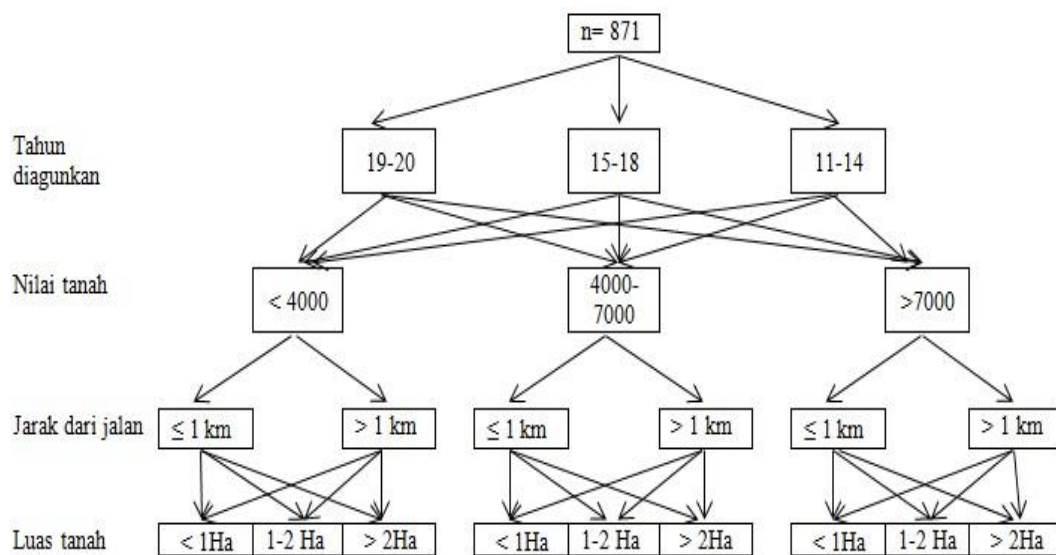 n= 871
Tahun
diagunkan
19-20
15-18
11-14
Nilai tanah
< 4000
4000-
7000
>7000
Jarak dari jalan
≤ 1 km
> 1 km
≤ 1 km
> 1 km
≤ 1 km
> 1 km
Luas tanah
< 1Ha
1-2 Ha
> 2Ha
< 1Ha
1-2 Ha
> 2Ha
< 1Ha
1-2 Ha
> 2Ha